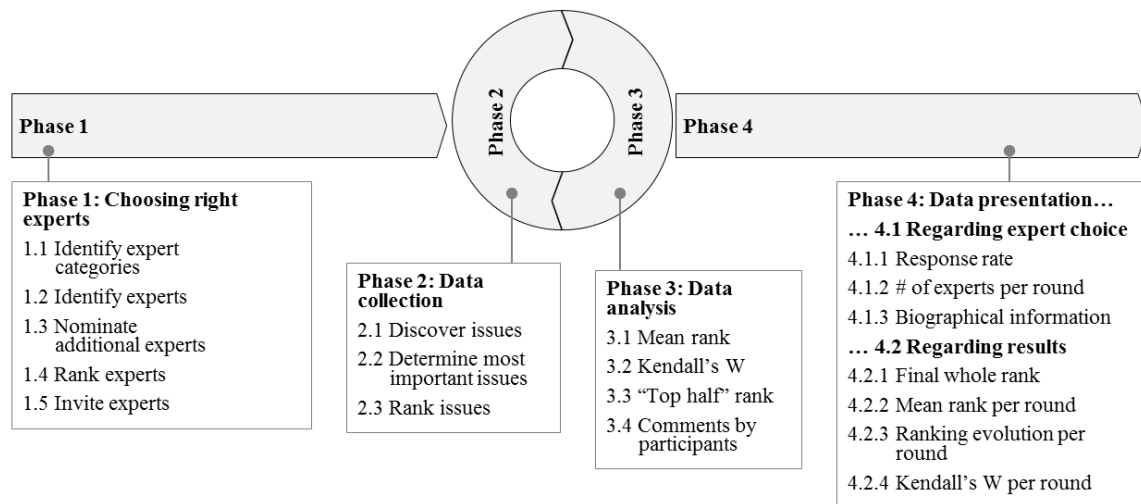 Phase 1
Phase 2
Phase 3
Phase 4
Phase 1: Choosing right
experts
1.1 Identify expert
categories
1.2 Identify experts
1.3 Nominate
additional experts
1.4 Rank experts
1.5 Invite experts
Phase 2: Data
collection
2.1 Discover issues
2.2 Determine most
important issues
2.3 Rank issues
Phase 3: Data
analysis
3.1 Mean rank
3.2 Kendall’s W
3.3 “Top half” rank
3.4 Comments by
participants
Phase 4: Data presentation…
… 4.1 Regarding expert choice
4.1.1 Response rate
4.1.2 # of experts per round
4.1.3 Biographical information
… 4.2 Regarding results
4.2.1 Final whole rank
4.2.2 Mean rank per round
4.2.3 Ranking evolution per
round
4.2.4 Kendall’s W per round